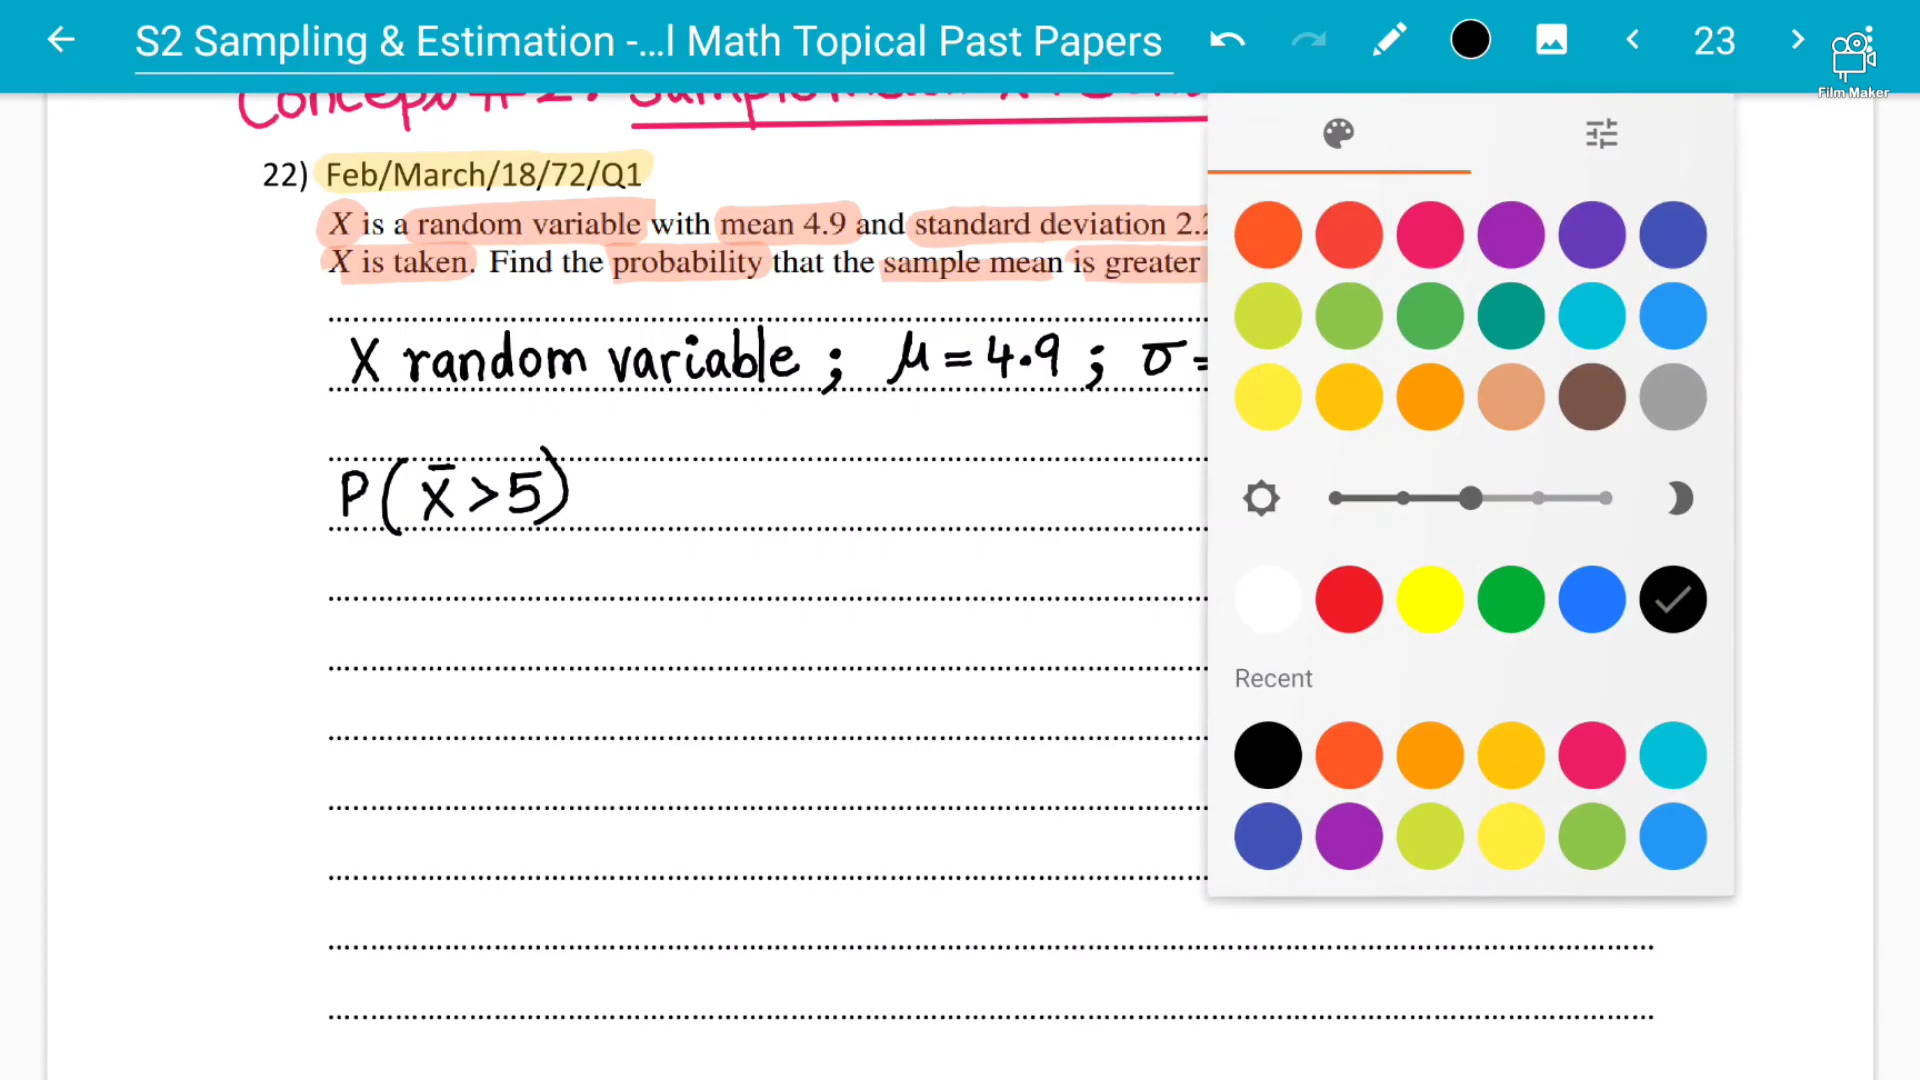 S2 Sampling & Estimation -...l Math Topical Past Papers
23
Film Maker
22) Feb/March/18/72/Q1
X is a random variable with mean 4.9 and standard deviation 2.
X is taken. Find the probability that the sample mean is greater
X random variable ; μ = 4.9 ; σ =
P( x̄ > 5)
Recent